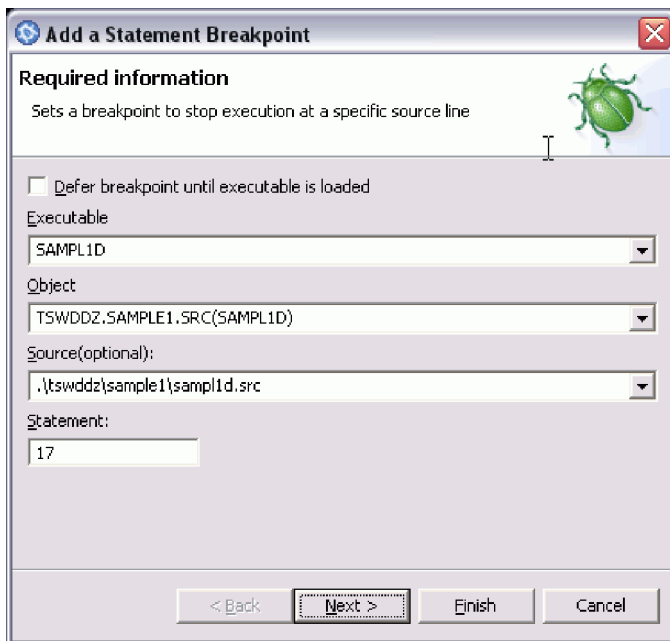 Add a Statement Breakpoint
Required information
Sets a breakpoint to stop execution at a specific source line
Defer breakpoint until executable is loaded
Executable
SAMPL1D
Object
TSWDDZ.SAMPLE1.SRC(SAMPL1D)
Source(optional):
.\tswddz\sample1\sampl1d.src
Statement:
17
< Back Next > Finish Cancel